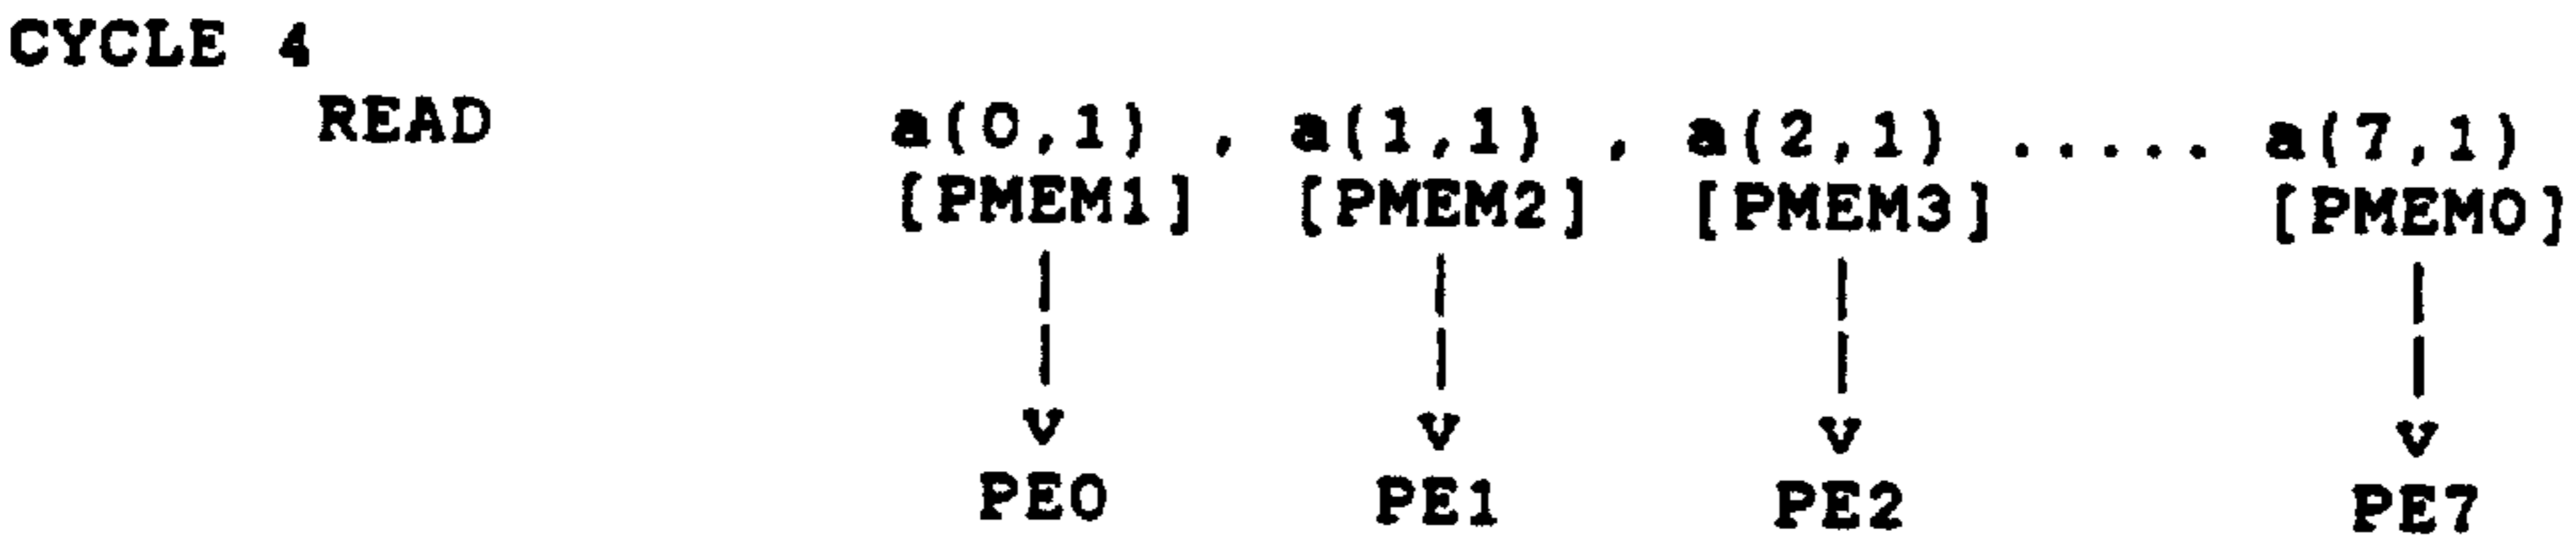 CYCLE 4
READ a(0,1) , a(1,1) , a(2,1) ..... a(7,1)
[PMEM1] [PMEM2] [PMEM3] [PMEM0]
| | | |
| | | |
v v v v
PE0 PE1 PE2 PE7